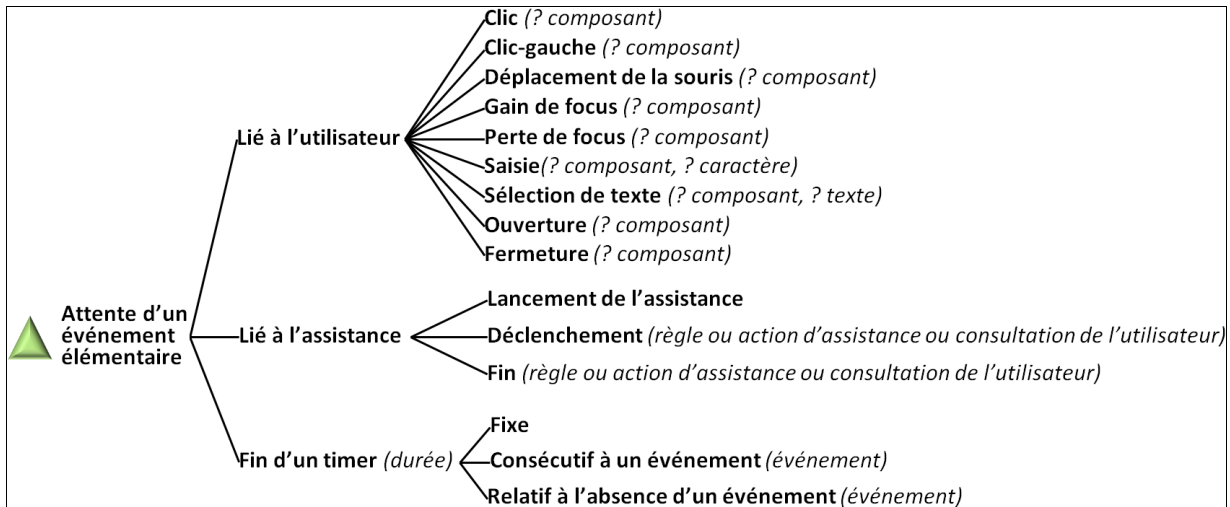 Clic (? composant)
Clic-gauche (? composant)
Déplacement de la souris (? composant)
Gain de focus (? composant)
Lié à l'utilisateur
Perte de focus (? composant)
Saisie(? composant, ? caractère)
Sélection de texte (? composant, ? texte)
Ouverture (? composant)
Fermeture (? composant)
Attente d'un
événement
élémentaire
Lancement de l'assistance
Lié à l'assistance
Déclenchement (règle ou action d'assistance ou consultation de l'utilisateur)
Fin (règle ou action d'assistance ou consultation de l'utilisateur)
Fixe
Fin d'un timer (durée)
Consécutif à un événement (événement)
Relatif à l'absence d'un événement (événement)